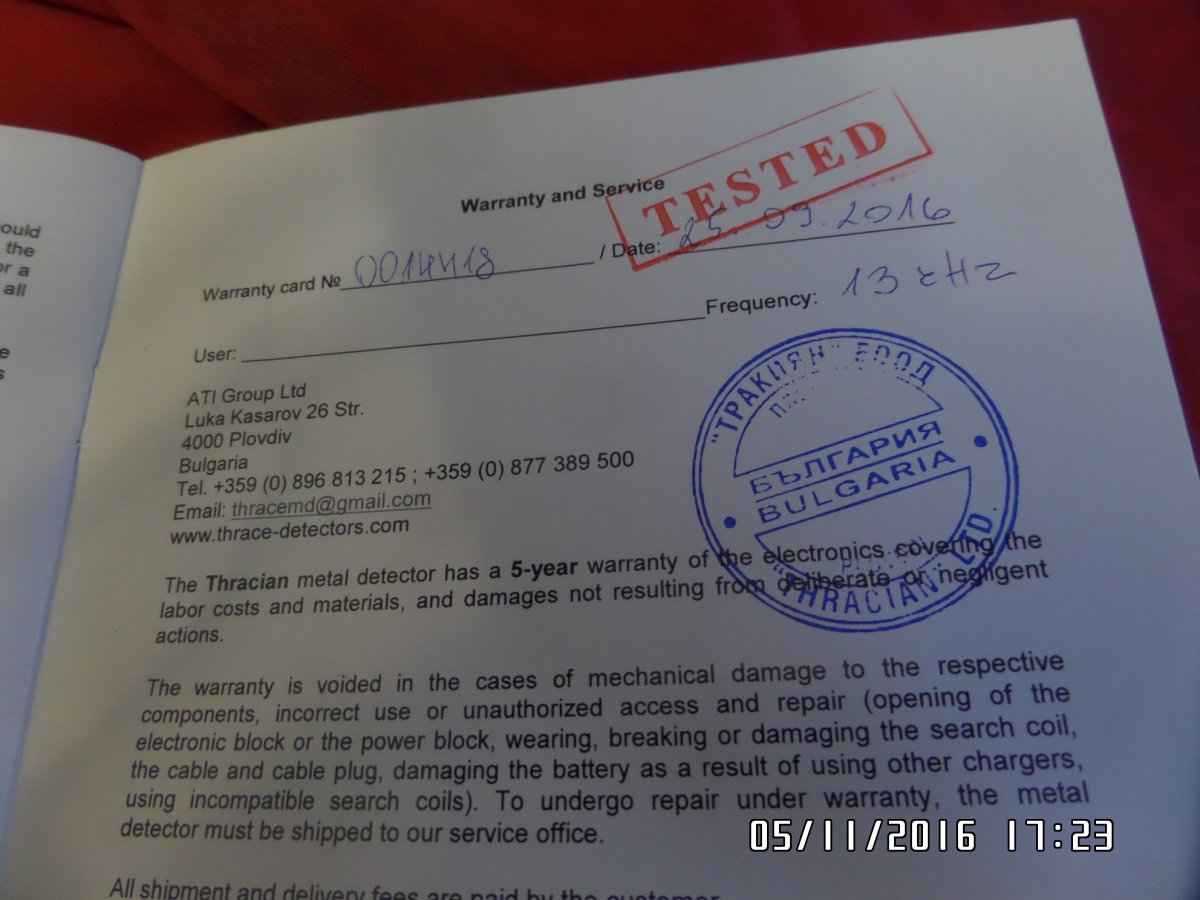 ould
the
or a
all
e
s
Warranty and Service
TESTED
Warranty card № 0014418 / Date: 25.09.2016
User: Frequency: 13 kHz
ATI Group Ltd
Luka Kasarov 26 Str.
4000 Plovdiv
Bulgaria
Tel. +359 (0) 896 813 215 ; +359 (0) 877 389 500
Email: thracemd@gmail.com
www.thrace-detectors.com
"ТРАКИЯН" ЕООД
БЪЛГАРИЯ
BULGARIA
"THRACIAN" LTD.
The Thracian metal detector has a 5-year warranty of the electronics covering the
labor costs and materials, and damages not resulting from deliberate or negligent
actions.
The warranty is voided in the cases of mechanical damage to the respective
components, incorrect use or unauthorized access and repair (opening of the
electronic block or the power block, wearing, breaking or damaging the search coil,
the cable and cable plug, damaging the battery as a result of using other chargers,
using incompatible search coils). To undergo repair under warranty, the metal
detector must be shipped to our service office.
All shipment and delivery fees are paid by the customer
05/11/2016 17:23